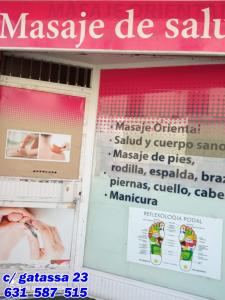 Masaje de salu
· Masaje Oriental
· Salud y cuerpo sano
· Masaje de pies,
rodilla, espalda, braz
piernas, cuello, cabe
· Manicura
REFLEXOLOGÍA PODAL
c/ gatassa 23
631 587 515